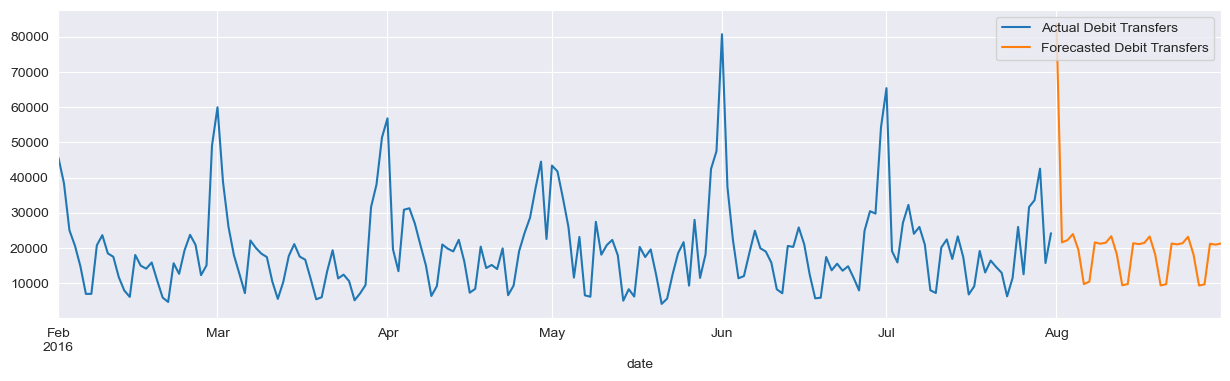 Actual Debit Transfers
Forecasted Debit Transfers
80000
70000
60000
50000
40000
30000
20000
10000
Feb Mar Apr May Jun Jul Aug
2016
date